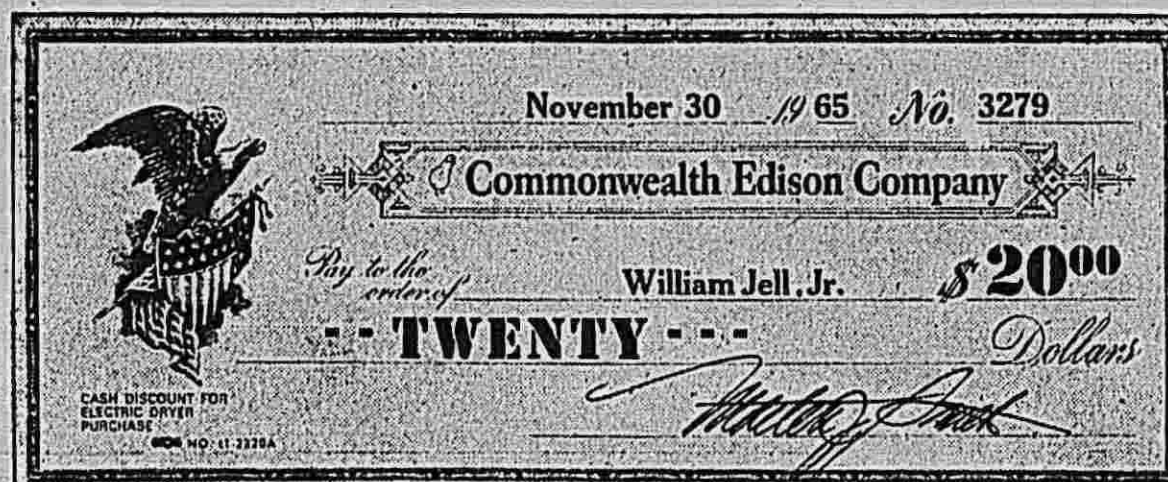 November 30 19 65 No. 3279
Commonwealth Edison Company
Pay to the
order of William Jell, Jr. $ 20 00
-- TWENTY ---
Dollars
CASH DISCOUNT FOR
ELECTRIC DRYER
PURCHASE
NO.